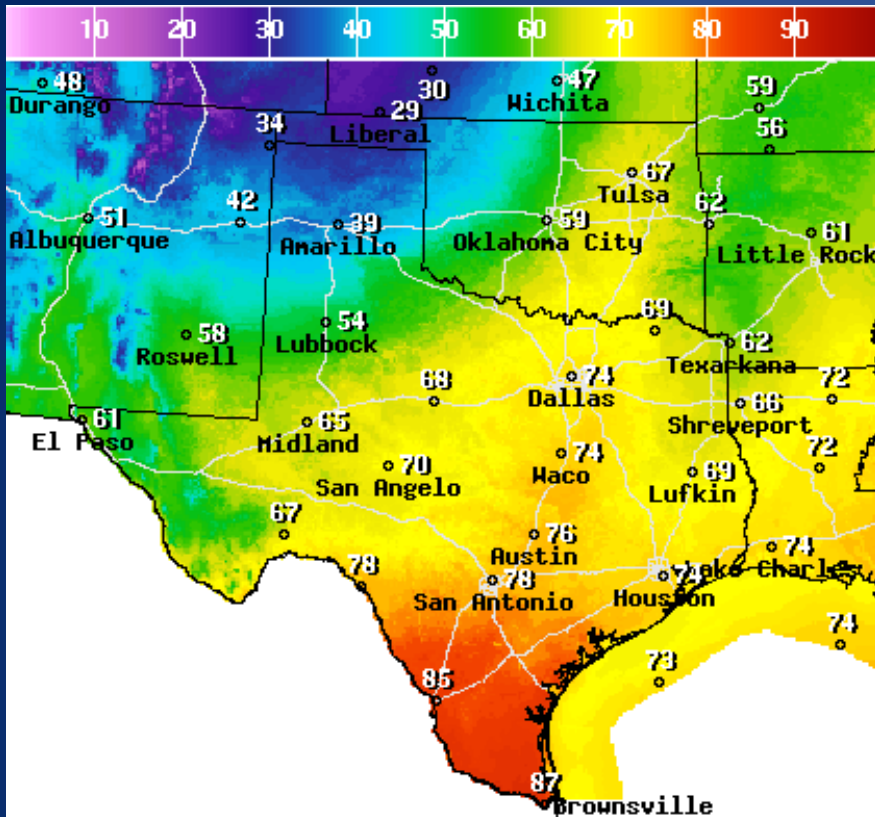 10 20 30 40 50 60 70 80 90
48
Durango
30
47
Wichita
59
29
Liberal
34
56
67
Tulsa
51
Albuquerque
42
39
Amarillo
59
Oklahoma City
62
61
Little Rock
58
Roswell
54
Lubbock
69
62
Texarkana
74
Dallas
68
72
66
Shreveport
61
El Paso
65
Midland
70
San Angelo
74
Waco
69
Lufkin
72
67
76
Austin
74
Lake Charles
78
78
San Antonio
74
Houston
74
73
85
87
Brownsville